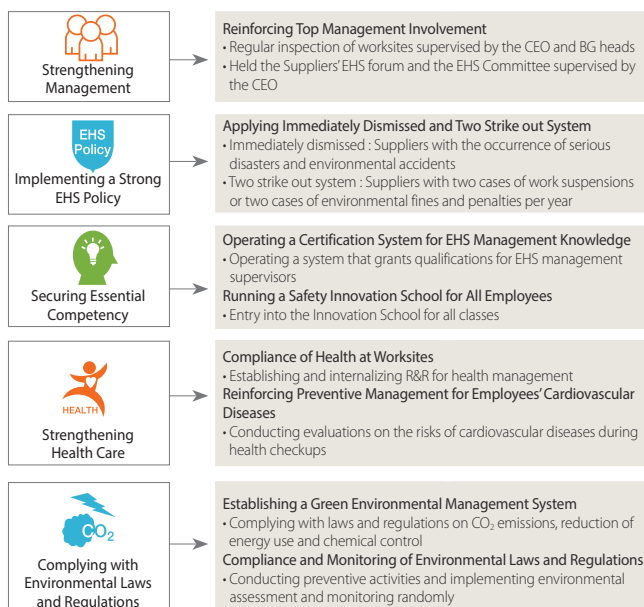 Strengthening
Management
Reinforcing Top Management Involvement
• Regular inspection of worksites supervised by the CEO and BG heads
• Held the Suppliers' EHS forum and the EHS Committee supervised by
the CEO
EHS
Policy
Implementing a Strong
EHS Policy
Applying Immediately Dismissed and Two Strike out System
• Immediately dismissed : Suppliers with the occurrence of serious
disasters and environmental accidents
• Two strike out system : Suppliers with two cases of work suspensions
or two cases of environmental fines and penalties per year
Securing Essential
Competency
Operating a Certification System for EHS Management Knowledge
• Operating a system that grants qualifications for EHS management
supervisors
Running a Safety Innovation School for All Employees
• Entry into the Innovation School for all classes
HEALTH
Strengthening
Health Care
Compliance of Health at Worksites
• Establishing and internalizing R&R for health management
Reinforcing Preventive Management for Employees' Cardiovascular
Diseases
• Conducting evaluations on the risks of cardiovascular diseases during
health checkups
CO₂
Complying with
Environmental Laws
and Regulations
Establishing a Green Environmental Management System
• Complying with laws and regulations on CO₂ emissions, reduction of
energy use and chemical control
Compliance and Monitoring of Environmental Laws and Regulations
• Conducting preventive activities and implementing environmental
assessment and monitoring randomly